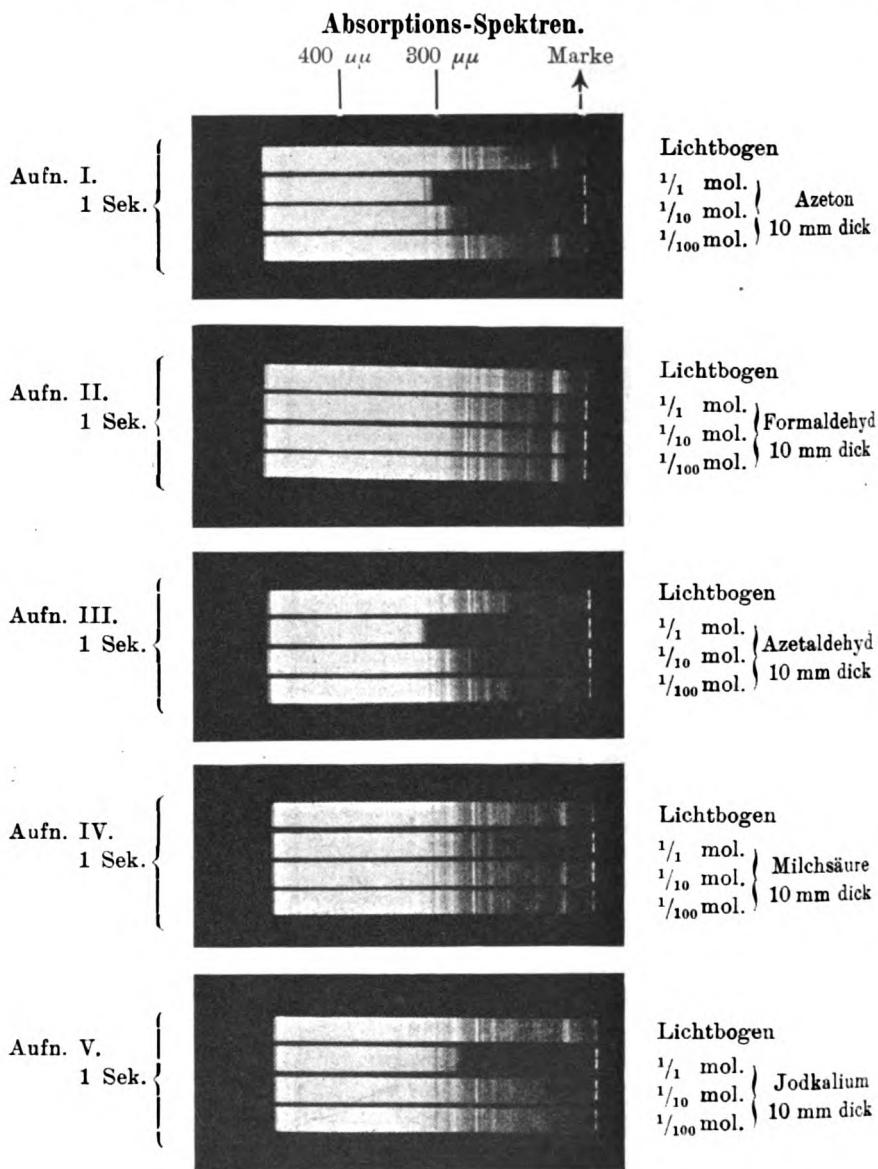 Absorptions-Spektren.
400 μμ 300 μμ Marke
Aufn. I.
1 Sek.
Lichtbogen
1/1 mol.
1/10 mol.
1/100 mol.
Azeton
10 mm dick
Aufn. II.
1 Sek.
Lichtbogen
1/1 mol.
1/10 mol.
1/100 mol.
Formaldehyd
10 mm dick
Aufn. III.
1 Sek.
Lichtbogen
1/1 mol.
1/10 mol.
1/100 mol.
Azetaldehyd
10 mm dick
Aufn. IV.
1 Sek.
Lichtbogen
1/1 mol.
1/10 mol.
1/100 mol.
Milchsäure
10 mm dick
Aufn. V.
1 Sek.
Lichtbogen
1/1 mol.
1/10 mol.
1/100 mol.
Jodkalium
10 mm dick